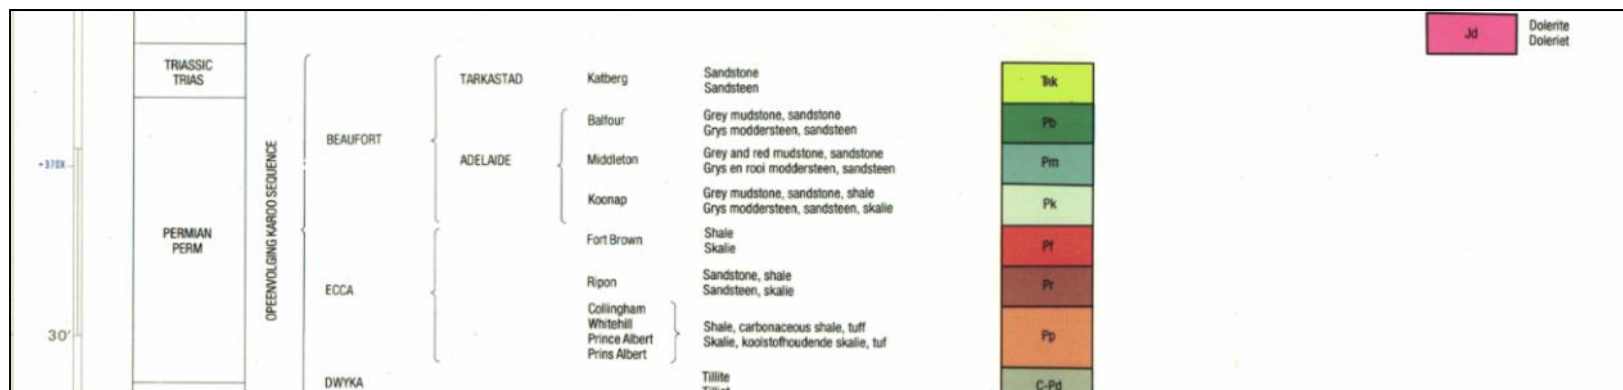 Jd
Dolerite
Doleriet
TRIASSIC
TRIAS
TARKASTAD
Katberg
Sandstone
Sandsteen
BEAUFORT
Balfour
Grey mudstone, sandstone
Grys moddersteen, sandsteen
Pb
ADELAIDE
Middleton
Grey and red mudstone, sandstone
Grys en rooi moddersteen, sandsteen
Pm
Koonap
Grey mudstone, sandstone, shale
Grys moddersteen, sandsteen, skalie
Pk
+370X
OPEENVOLGING KAROO SEQUENCE
PERMIAN
PERM
Fort Brown
Shale
Skalie
Pf
ECCA
Ripon
Sandstone, shale
Sandsteen, skalie
Pr
30'
Collingham
Whitehill
Prince Albert
Prins Albert
Shale, carbonaceous shale, tuff
Skalie, koolstofhoudende skalie, tuf
Pp
DWYKA
Tillite
C-Pd